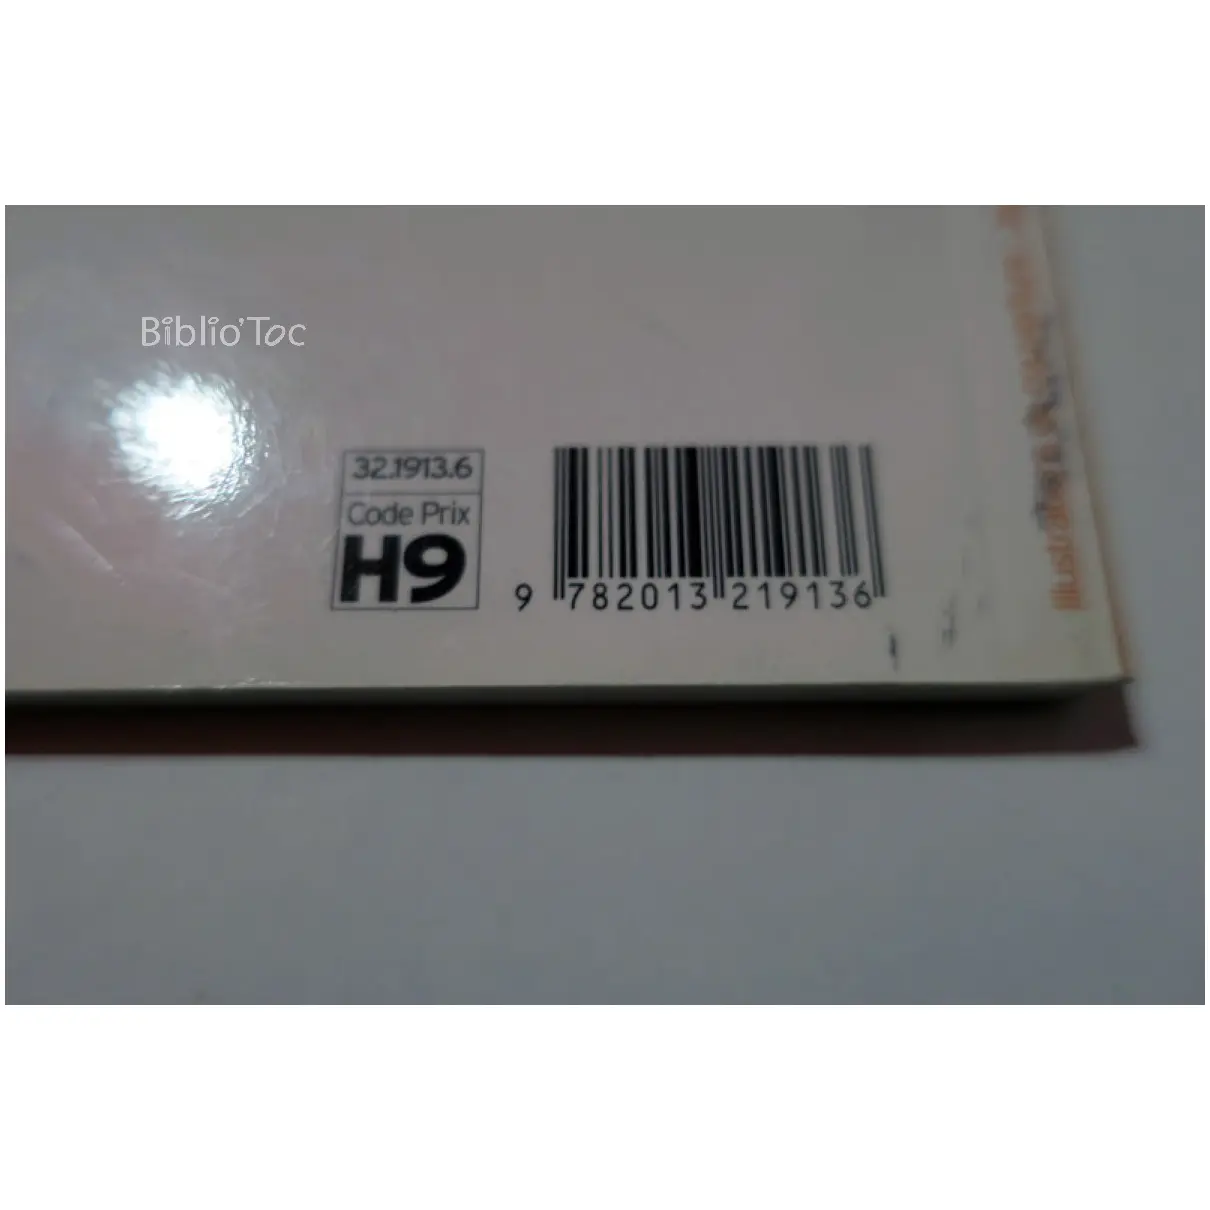 Biblio'Toc
32.1913.6
Code Prix
H9
9 782013 219136